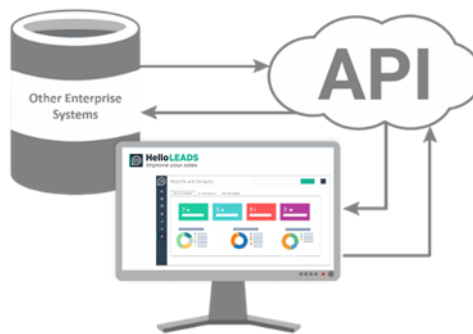 Other Enterprise
Systems
API
HelloLEADS
Improve your sales
Reports and Analytics